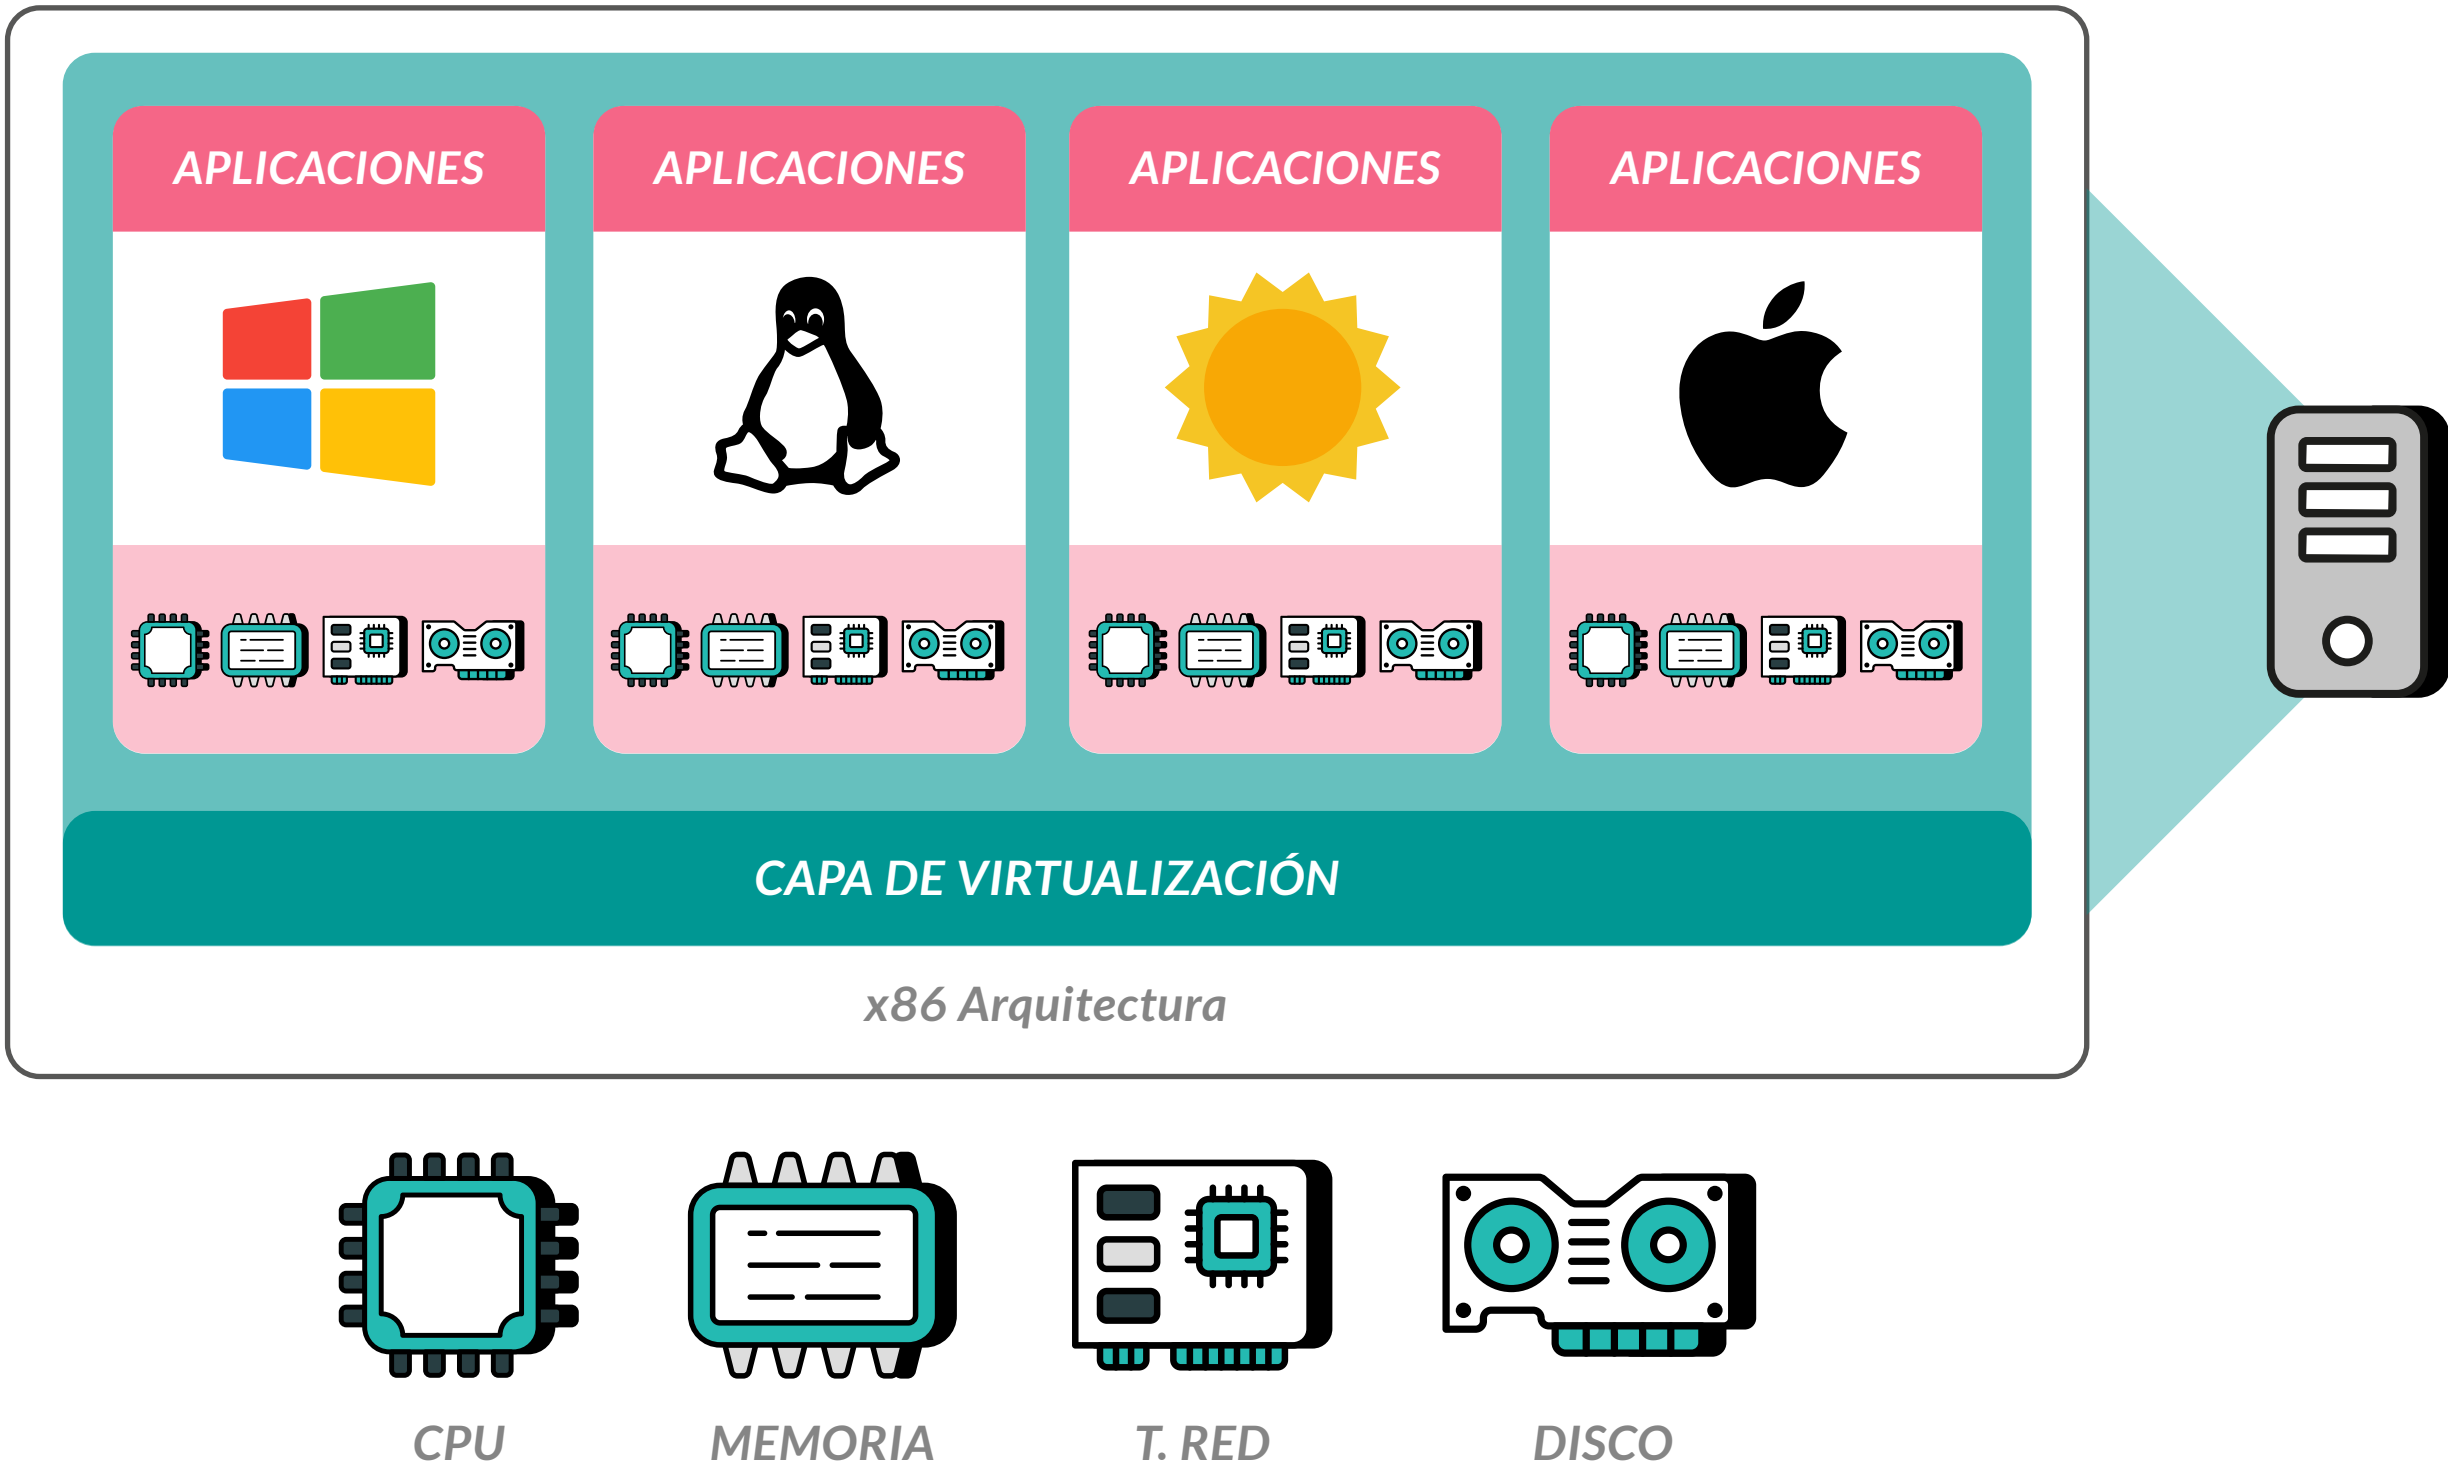 APLICACIONES
APLICACIONES
APLICACIONES
APLICACIONES
CAPA DE VIRTUALIZACIÓN
x86 Arquitectura
CPU
MEMORIA
T. RED
DISCO